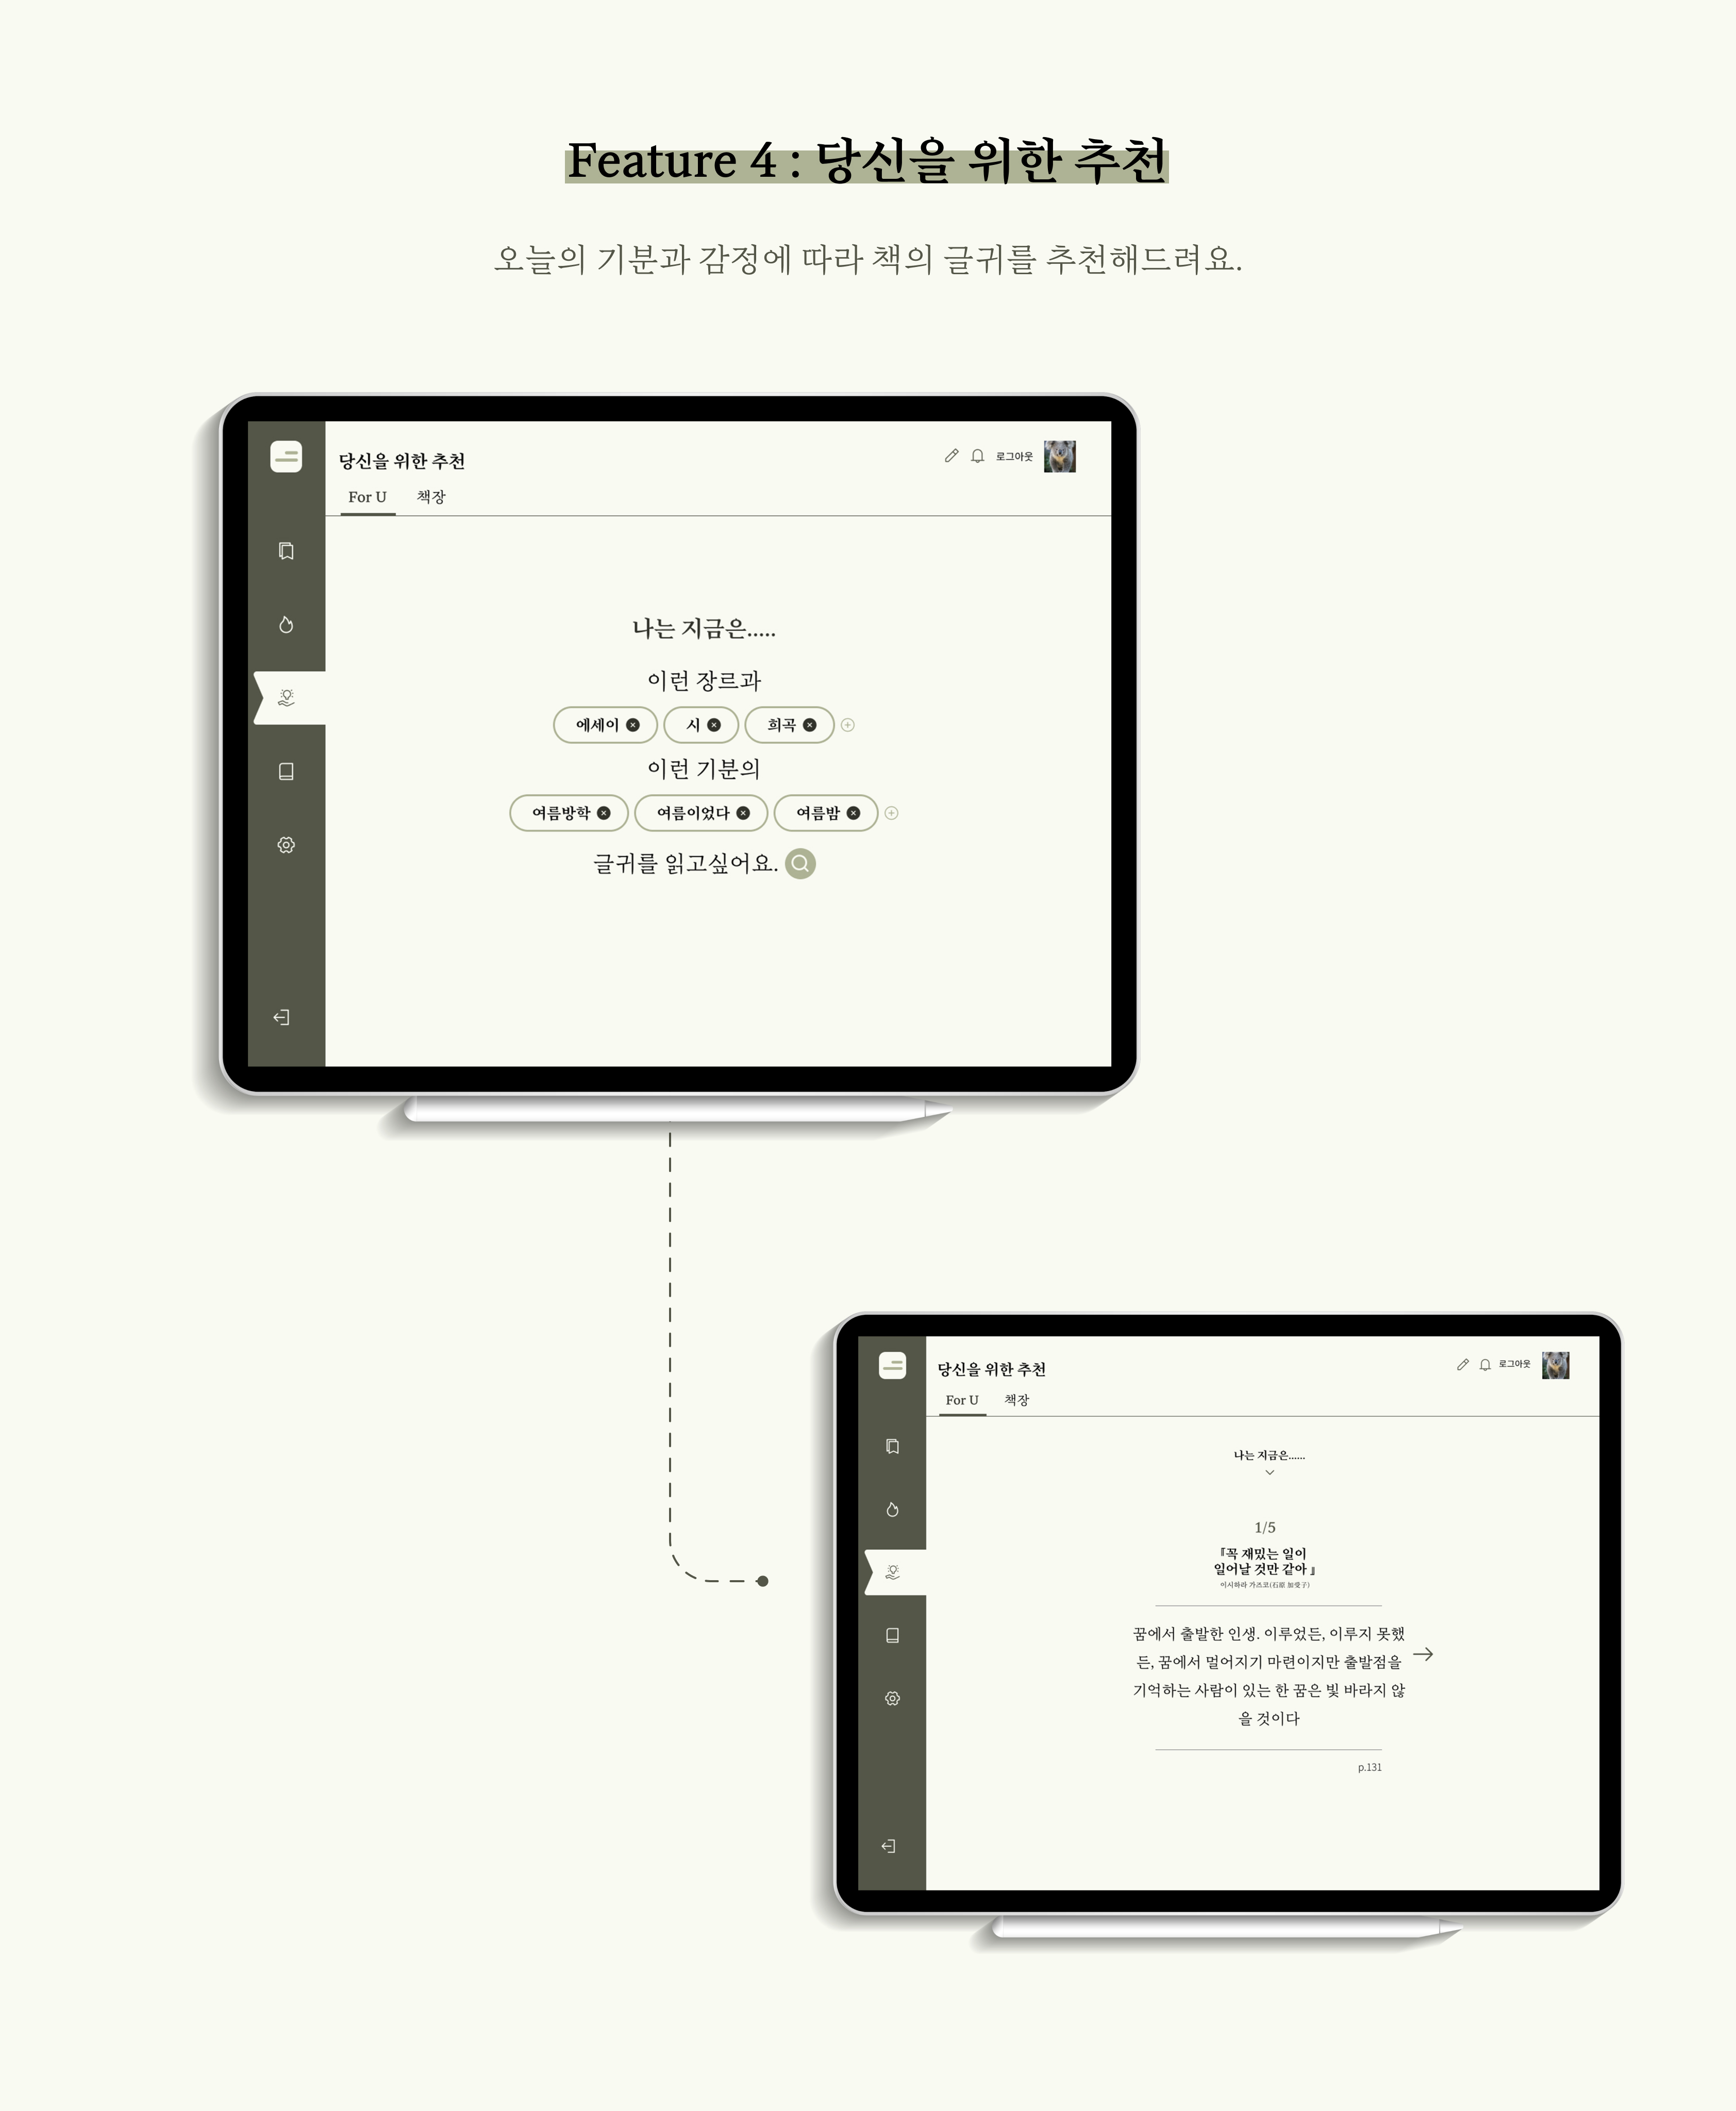 Feature 4 : 당신을 위한 추천
오늘의 기분과 감정에 따라 책의 글귀를 추천해드려요.
당신을 위한 추천
로그아웃
For U 책장
나는 지금은.....
이런 장르과
에세이 시 희곡
이런 기분의
여름방학 여름이었다 여름밤
글귀를 읽고싶어요.
당신을 위한 추천
로그아웃
For U 책장
나는 지금은......
1/5
『꼭 재밌는 일이
일어날 것만 같아 』
이시하라 가즈코(石原 加受子)
꿈에서 출발한 인생. 이루었든, 이루지 못했
든, 꿈에서 멀어지기 마련이지만 출발점을
기억하는 사람이 있는 한 꿈은 빛 바라지 않
을 것이다
p.131